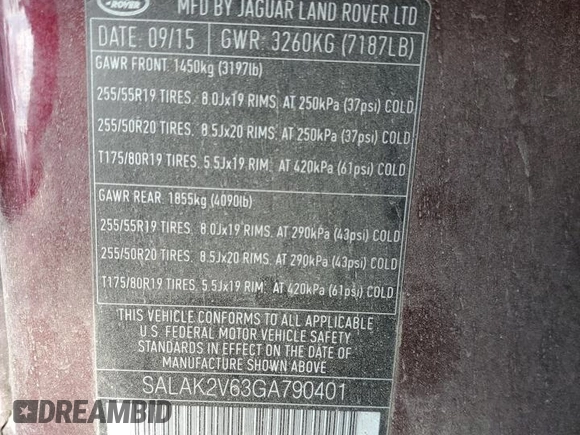 ROVER
MFD BY JAGUAR LAND ROVER LTD
DATE: 09/15 GWR: 3260KG (7187LB)
GAWR FRONT: 1450kg (3197lb)
255/55R19 TIRES. 8.0Jx19 RIMS. AT 250kPa (37psi) COLD
255/50R20 TIRES. 8.5Jx20 RIMS. AT 250kPa (37psi) COLD
T175/80R19 TIRES. 5.5Jx19 RIM. AT 420kPa (61psi) COLD
GAWR REAR: 1855kg (4090lb)
255/55R19 TIRES. 8.0Jx19 RIMS. AT 290kPa (43psi) COLD
255/50R20 TIRES. 8.5Jx20 RIMS. AT 290kPa (43psi) COLD
T175/80R19 TIRES. 5.5Jx19 RIM. AT 420kPa (61psi) COLD
THIS VEHICLE CONFORMS TO ALL APPLICABLE
U.S. FEDERAL MOTOR VEHICLE SAFETY
STANDARDS IN EFFECT ON THE DATE OF
MANUFACTURE SHOWN ABOVE
SALAK2V63GA790401
DREAMBID